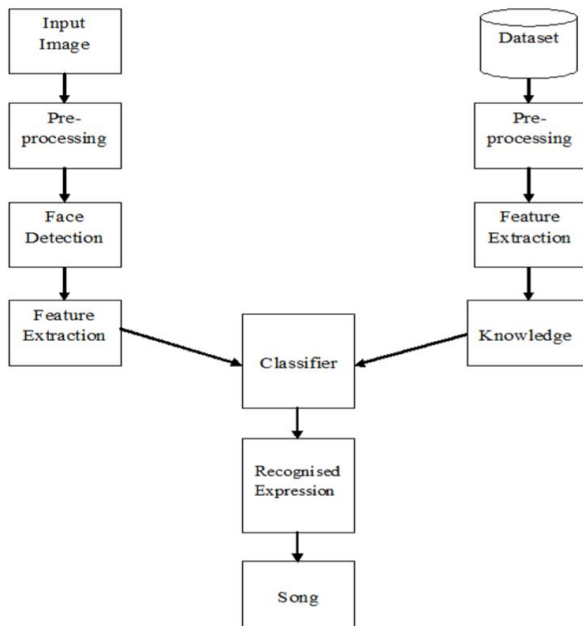 Input
Image
Pre-
processing
Face
Detection
Feature
Extraction
Dataset
Pre-
processing
Feature
Extraction
Knowledge
Classifier
Recognised
Expression
Song